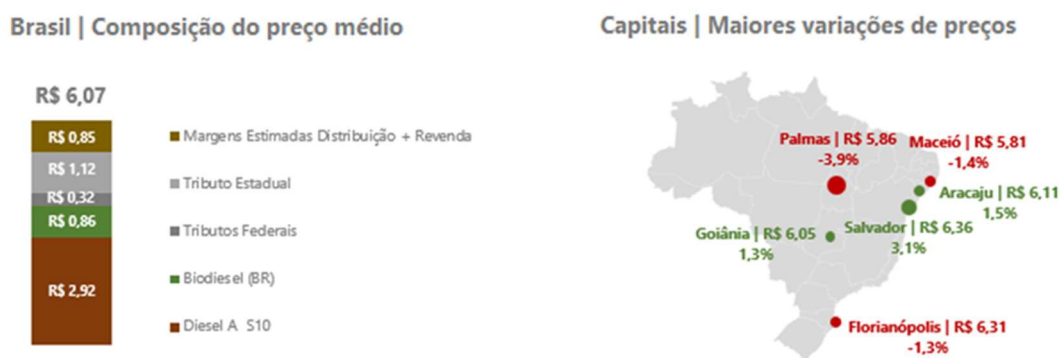 Brasil | Composição do preço médio
R$ 6,07
R$ 0,85
R$ 1,12
R$ 0,32
R$ 0,86
R$ 2,92
Margens Estimadas Distribuição + Revenda
Tributo Estadual
Tributos Federais
Biodiesel (BR)
Diesel A S10
Capitais | Maiores variações de preços
Palmas | R$ 5,86
-3,9%
Maceió | R$ 5,81
-1,4%
Aracaju | R$ 6,11
1,5%
Salvador | R$ 6,36
3,1%
Goiânia | R$ 6,05
1,3%
Florianópolis | R$ 6,31
-1,3%